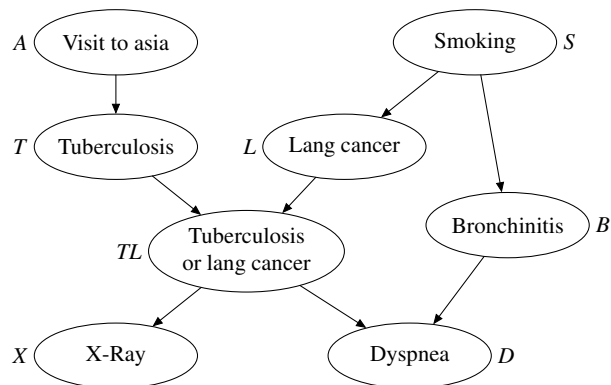 A Visit to asia
Smoking S
T Tuberculosis
L Lang cancer
Bronchinitis B
TL Tuberculosis
or lang cancer
X X-Ray
Dyspnea D